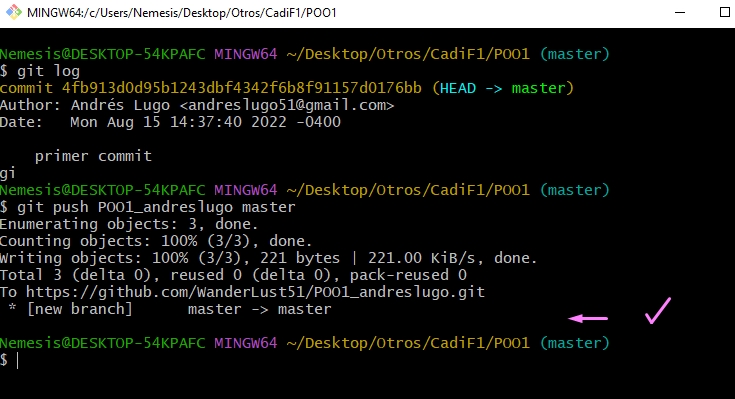 MINGW64:/c/Users/Nemesis/Desktop/Otros/CadiF1/POO1
Nemesis@DESKTOP-54KPAFC MINGW64 ~/Desktop/Otros/CadiF1/POO1 (master)
$ git log
commit 4fb913d0d95b1243dbf4342f6b8f91157d0176bb (HEAD -> master)
Author: Andrés Lugo <andreslugo51@gmail.com>
Date:   Mon Aug 15 14:37:40 2022 -0400
    primer commit
gi
Nemesis@DESKTOP-54KPAFC MINGW64 ~/Desktop/Otros/CadiF1/POO1 (master)
$ git push POO1_andreslugo master
Enumerating objects: 3, done.
Counting objects: 100% (3/3), done.
Writing objects: 100% (3/3), 221 bytes | 221.00 KiB/s, done.
Total 3 (delta 0), reused 0 (delta 0), pack-reused 0
To https://github.com/WanderLust51/POO1_andreslugo.git
 * [new branch]      master -> master
Nemesis@DESKTOP-54KPAFC MINGW64 ~/Desktop/Otros/CadiF1/POO1 (master)
$